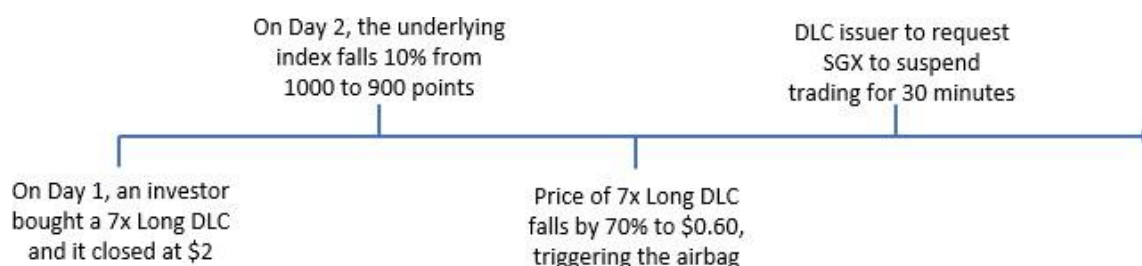 On Day 1, an investor
bought a 7x Long DLC
and it closed at $2
On Day 2, the underlying
index falls 10% from
1000 to 900 points
Price of 7x Long DLC
falls by 70% to $0.60,
triggering the airbag
DLC issuer to request
SGX to suspend
trading for 30 minutes